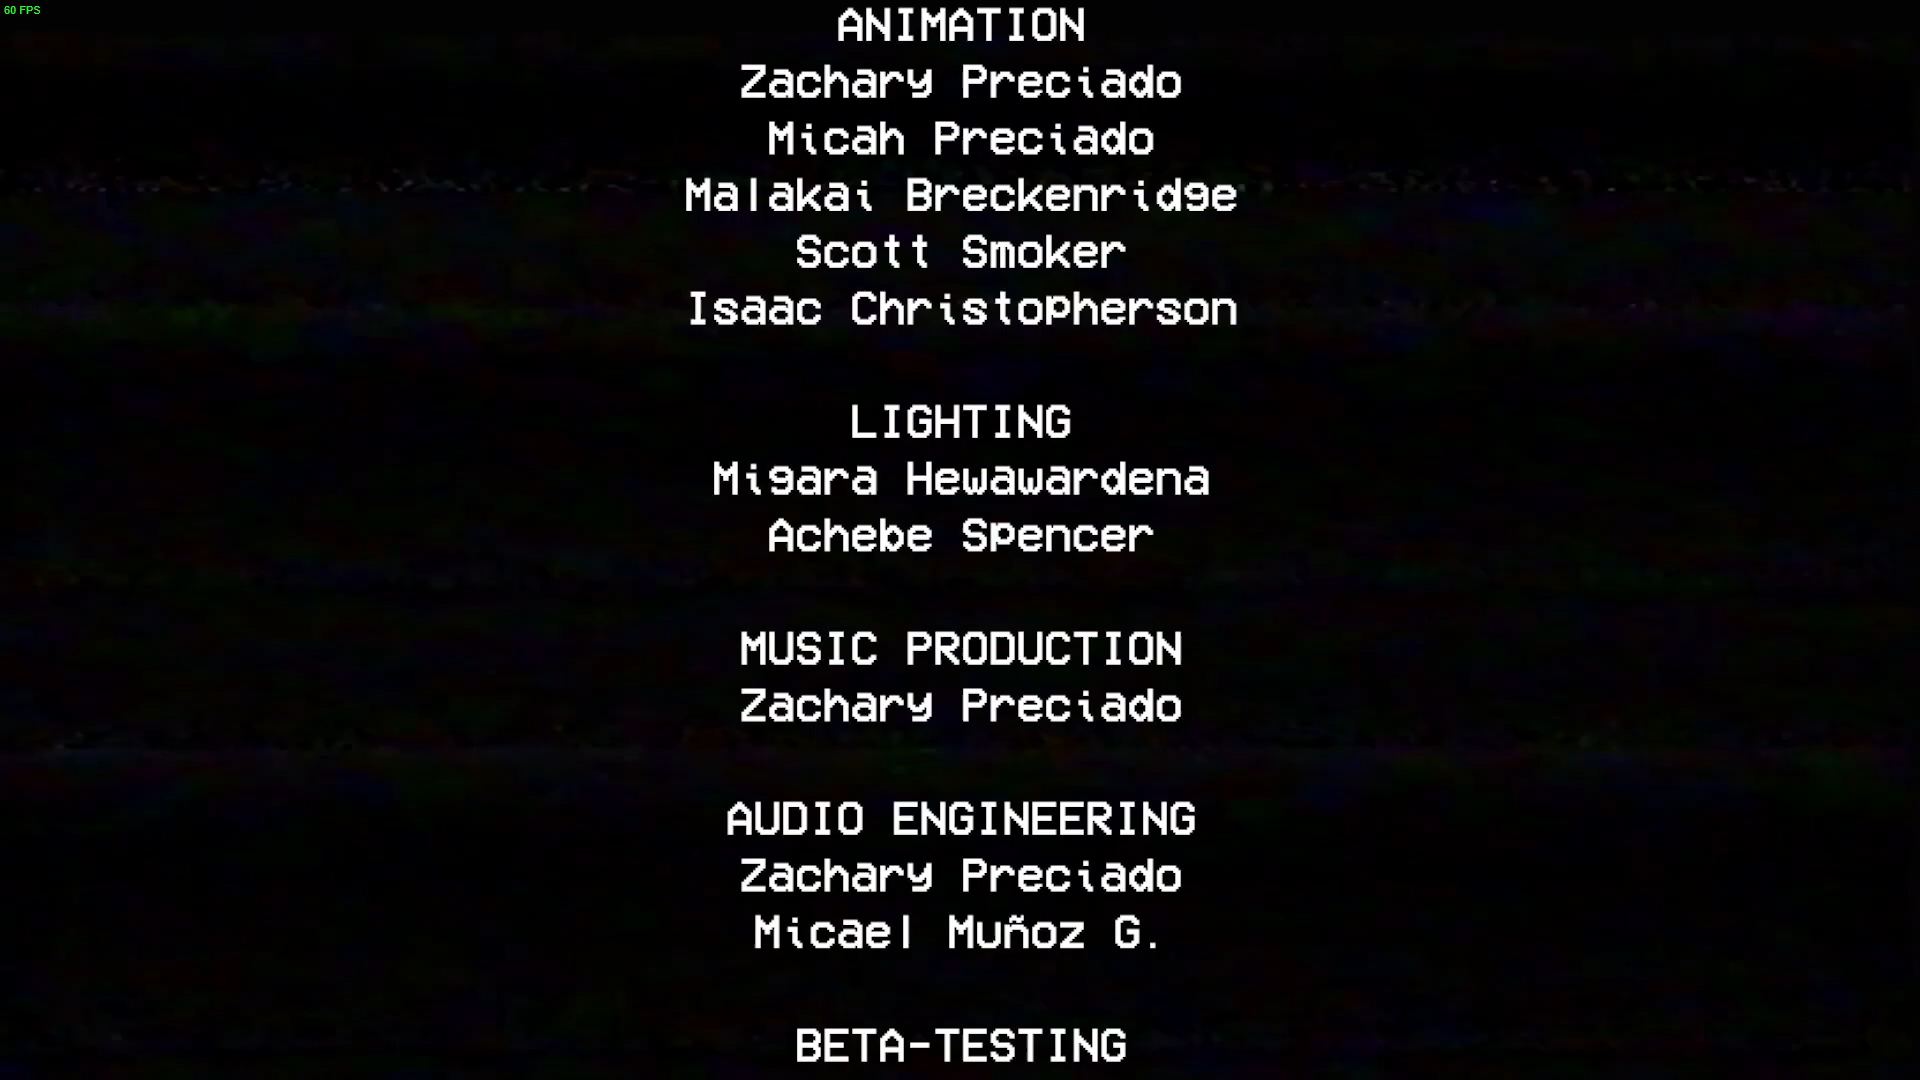 60 FPS
ANIMATION
Zachary Preciado
Micah Preciado
Malakai Breckenridge
Scott Smoker
Isaac Christopherson
LIGHTING
Migara Hewawardena
Achebe Spencer
MUSIC PRODUCTION
Zachary Preciado
AUDIO ENGINEERING
Zachary Preciado
Micael Muñoz G.
BETA-TESTING